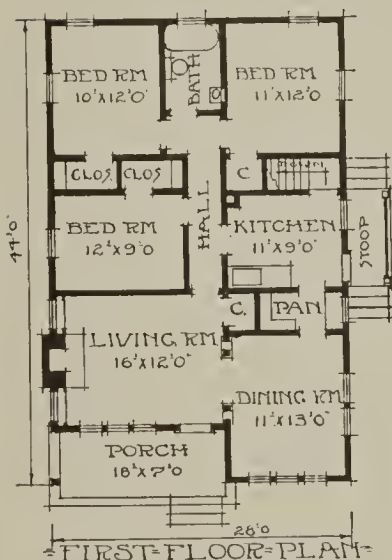 BED RM
10'X12'0"
BATH
BED RM
11'X12'0
CLOS.
CLOS
C
DOWN
BED RM
12'X9'0"
HALL
KITCHEN
11'X9'0"
STOOP
44'0"
C.
PAN
LIVING RM
16'X12'0"
DINING RM
11'X13'0"
PORCH
18'X7'0
26'0
=FIRST=FLOOR=PLAN=